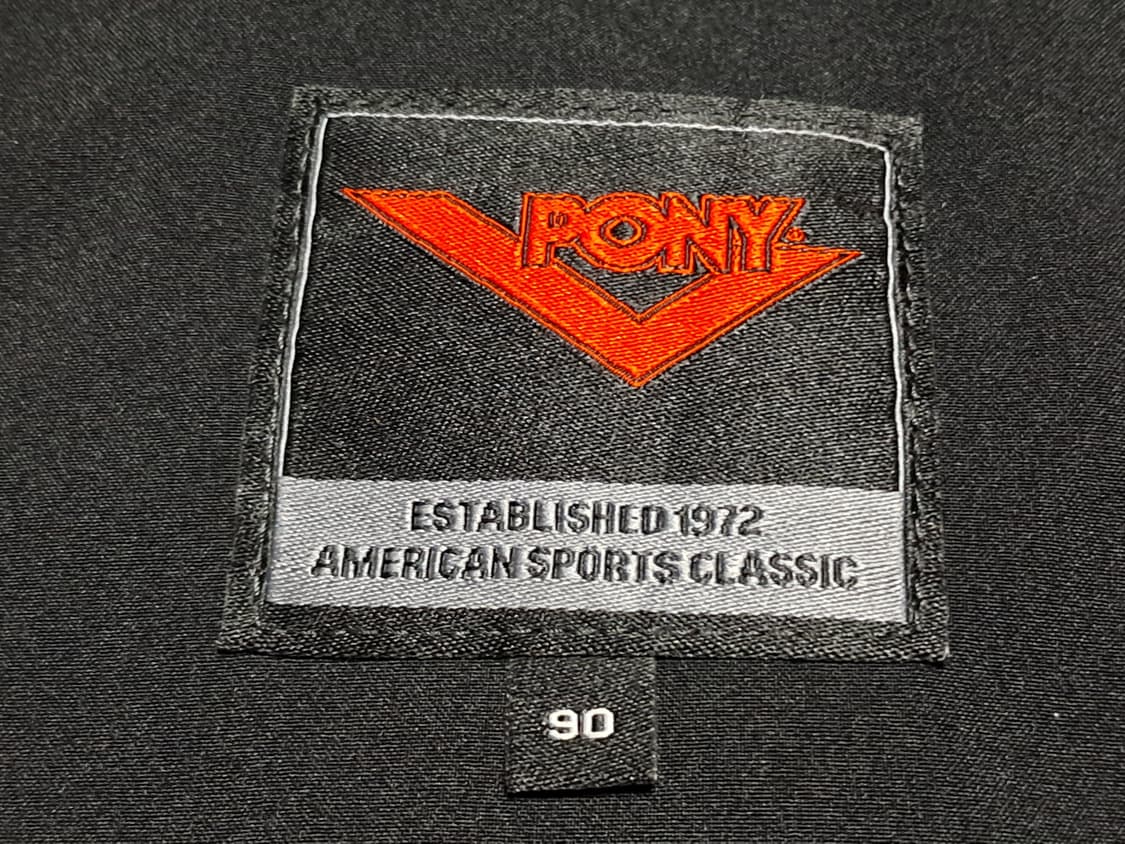 PONY
ESTABLISHED 1972
AMERICAN SPORTS CLASSIC
90